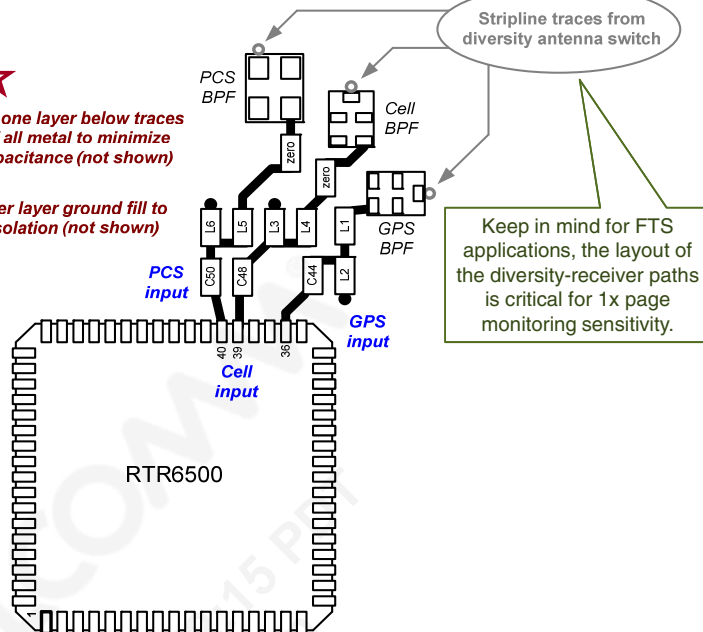 Stripline traces from
diversity antenna switch
PCS
BPF
Cell
BPF
one layer below traces
all metal to minimize
pacitance (not shown)
zero
zero
er layer ground fill to
solation (not shown)
GPS
BPF
L6
L5
L3
L4
L1
Keep in mind for FTS
applications, the layout of
the diversity-receiver paths
is critical for 1x page
monitoring sensitivity.
PCS
input
C50
C48
C44
L2
GPS
input
40
39
36
Cell
input
RTR6500
1